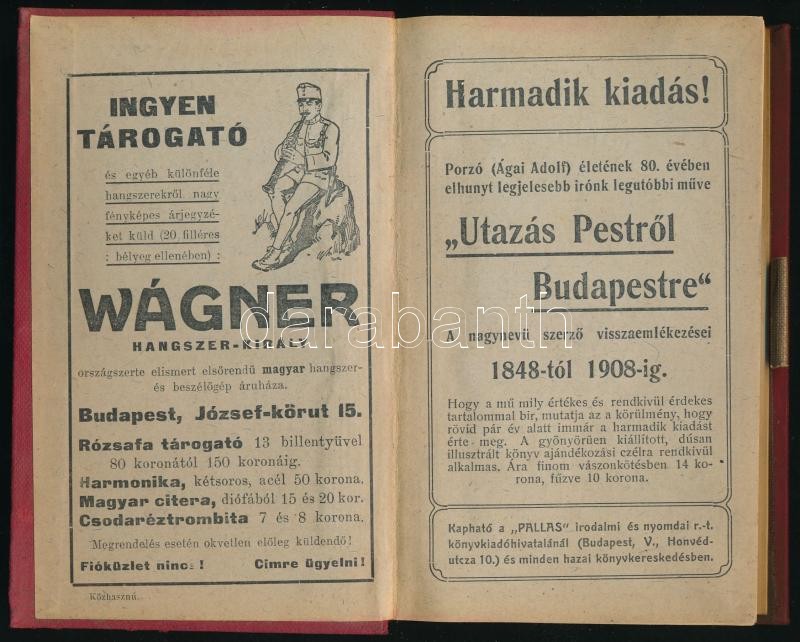 INGYEN
TÁROGATÓ
és egyéb különféle
hangszerekről nagy
fényképes árjegyzé-
ket küld (20 filléres
: bélyeg ellenében) :
WÁGNER
HANGSZER-KIRÁLY
országszerte elismert elsőrendű magyar hangszer-
és beszélőgép áruháza.
Budapest, József-körut 15.
Rózsafa tárogató 13 billentyüvel
80 koronától 150 koronáig.
Harmonika, kétsoros, acél 50 korona.
Magyar citera, diófából 15 és 20 kor.
Csodaréztrombita 7 és 8 korona.
Megrendelés esetén okvetlen előleg küldendő!
Fióküzlet nincs! Cimre ügyelni!
Közhasznú.
Harmadik kiadás!
Porzó (Ágai Adolf) életének 80. évében
elhunyt legjelesebb irónk legutóbbi műve
„Utazás Pestről
Budapestre“
A nagynevü szerző visszaemlékezései
1848-tól 1908-ig.
Hogy a mű mily értékes és rendkivül érdekes
tartalommal bir, mutatja az a körülmény, hogy
rövid pár év alatt immár a harmadik kiadást
érte meg. A gyönyörüen kiállított, dúsan
illusztrált könyv ajándékozási czélra rendkivül
alkalmas. Ára finom vászonkötésben 14 ko-
rona, fűzve 10 korona.
Kapható a „PALLAS“ irodalmi és nyomdai r.-t.
könyvkiadóhivatalánál (Budapest, V., Honvéd-
utcza 10.) és minden hazai könyvkereskedésben.
darabanth